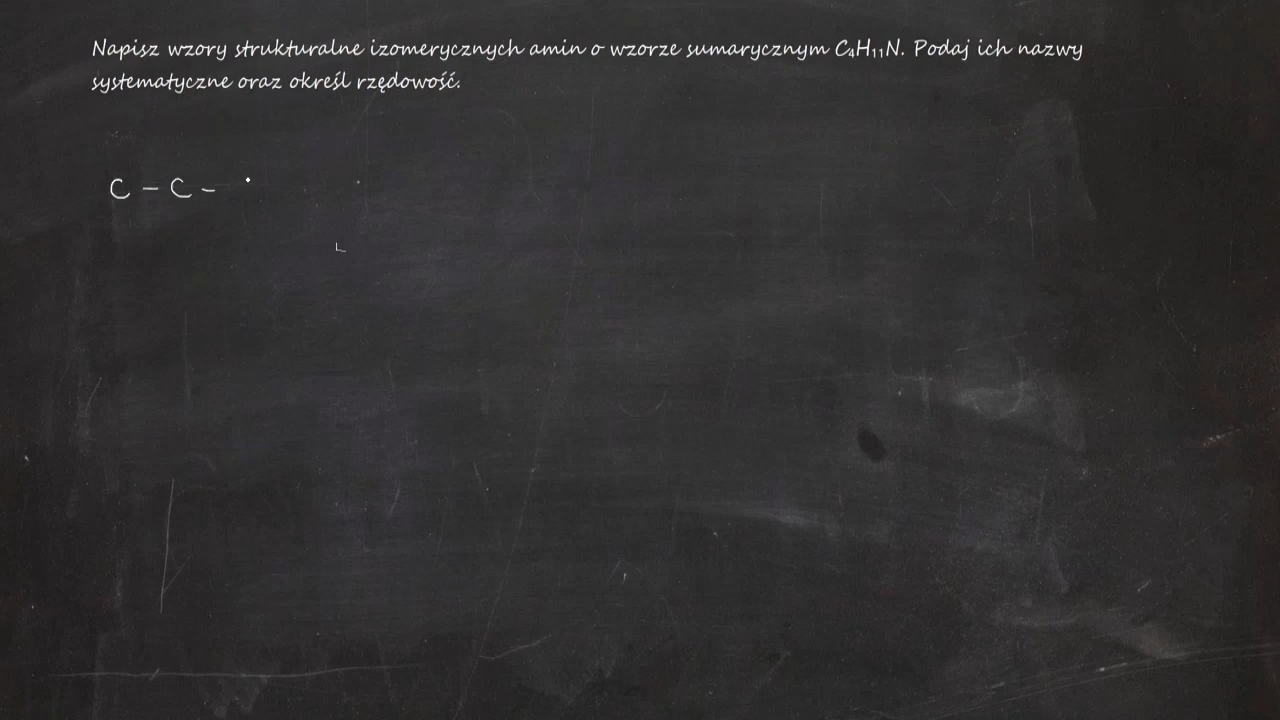 Napisz wzory strukturalne izomerycznych amin o wzorze sumarycznym C₄H₁₁N. Podaj ich nazwy
systematyczne oraz określ rzędowość.
C – C –